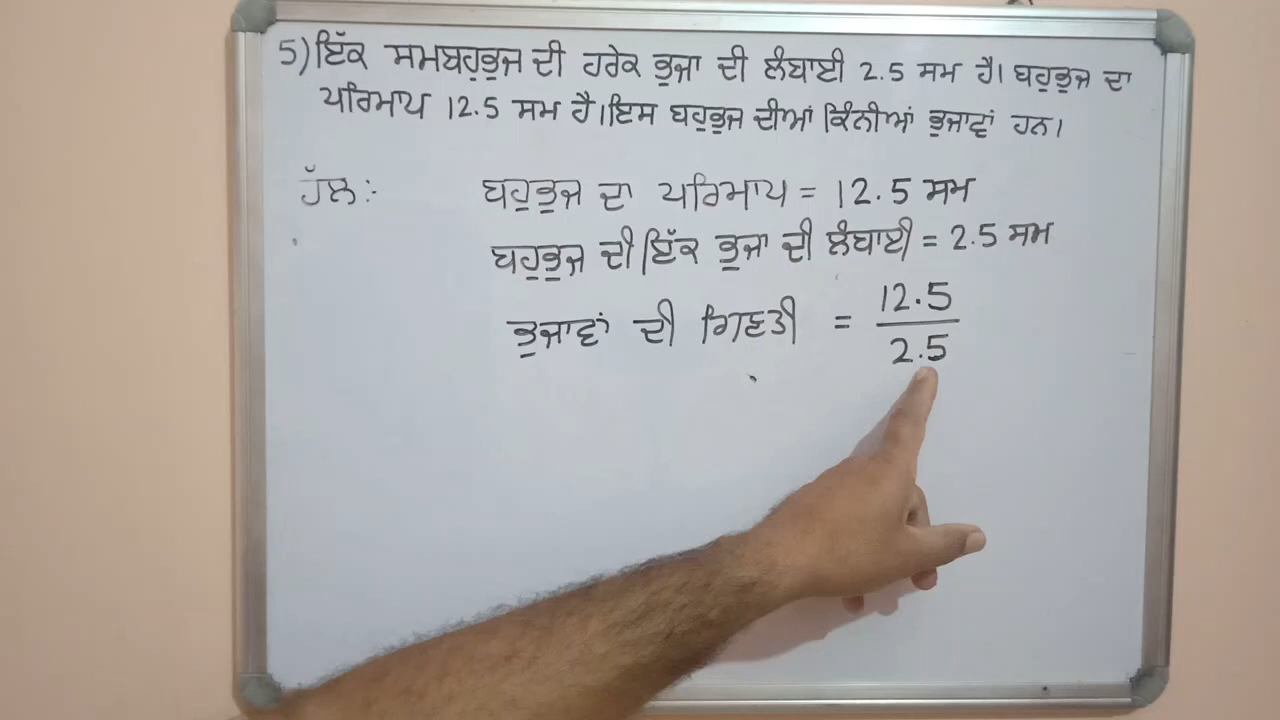 5) ਇੱਕ ਸਮਬਹੁਭੁਜ ਦੀ ਹਰੇਕ ਭੁਜਾ ਦੀ ਲੰਬਾਈ 2.5 ਸਮ ਹੈ। ਬਹੁਭੁਜ ਦਾ
ਪਰਿਮਾਪ 12.5 ਸਮ ਹੈ।ਇਸ ਬਹੁਭੁਜ ਦੀਆਂ ਕਿੰਨੀਆਂ ਭੁਜਾਵਾਂ ਹਨ।
ਹੱਲ :- ਬਹੁਭੁਜ ਦਾ ਪਰਿਮਾਪ = 12.5 ਸਮ
ਬਹੁਭੁਜ ਦੀ ਇੱਕ ਭੁਜਾ ਦੀ ਲੰਬਾਈ = 2.5 ਸਮ
ਭੁਜਾਵਾਂ ਦੀ ਗਿਣਤੀ = 12.5
2.5